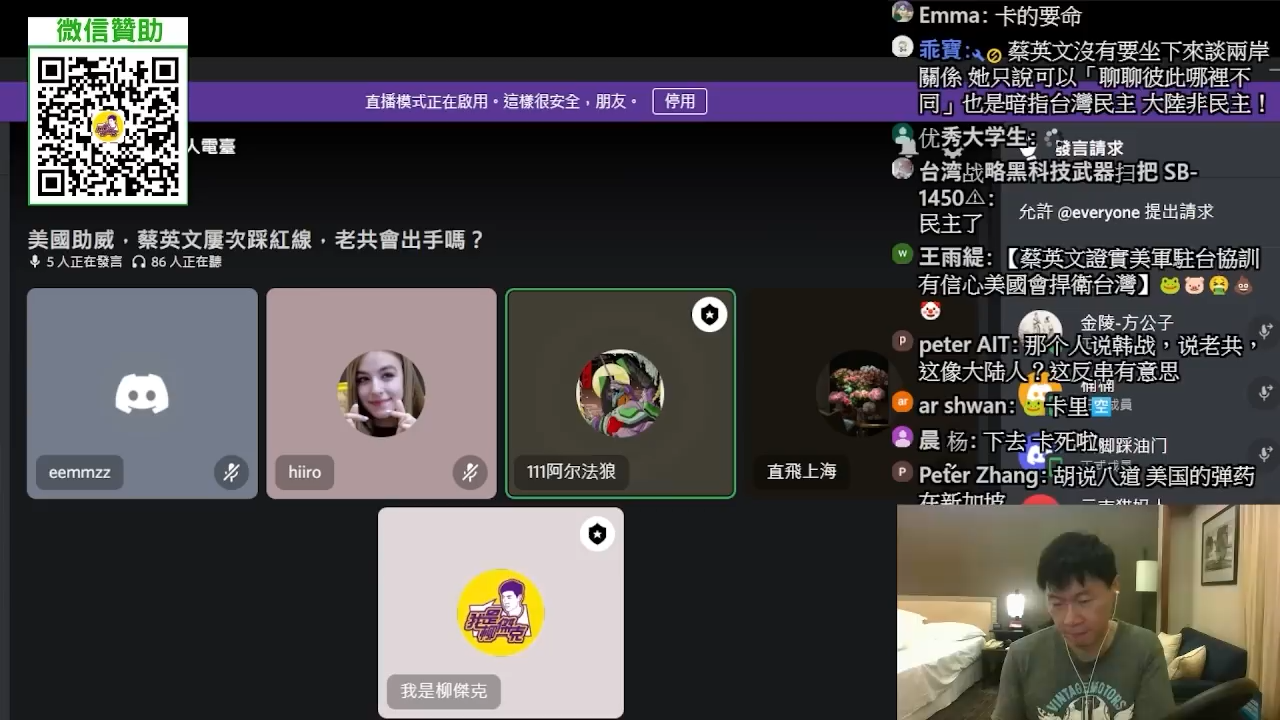 微信贊助
直播模式正在啟用。這樣很安全，朋友。
停用
人電臺
美國助威，蔡英文屢次踩紅線，老共會出手嗎？
5 人正在發言 86 人正在聽
eemmzz
hiiro
111阿尔法狼
直飛上海
我是柳傑克
我是柳傑克
Emma: 卡的要命
乖寶: 蔡英文沒有要坐下來談兩岸
關係 她只說可以「聊聊彼此哪裡不
同」也是暗指台灣民主 大陸非民主！
优秀大学生:
發言請求
台湾战略黑科技武器扫把 SB-
1450⚠:
允許 @everyone 提出請求
民主了
王雨緹: 【蔡英文證實美軍駐台協訓
有信心美國會捍衛台灣】🐸🐷🤮💩
🤡
金陵-方公子
peter AIT: 那个人说韩战，说老共，
这像大陆人？这反串有意思
ar shwan: 🐸卡里🈳
成員
晨 杨: 下去 卡死啦
脚踩油门
Peter Zhang: 胡说八道 美国的弹药
在新加坡
VINTAGE MOTORS